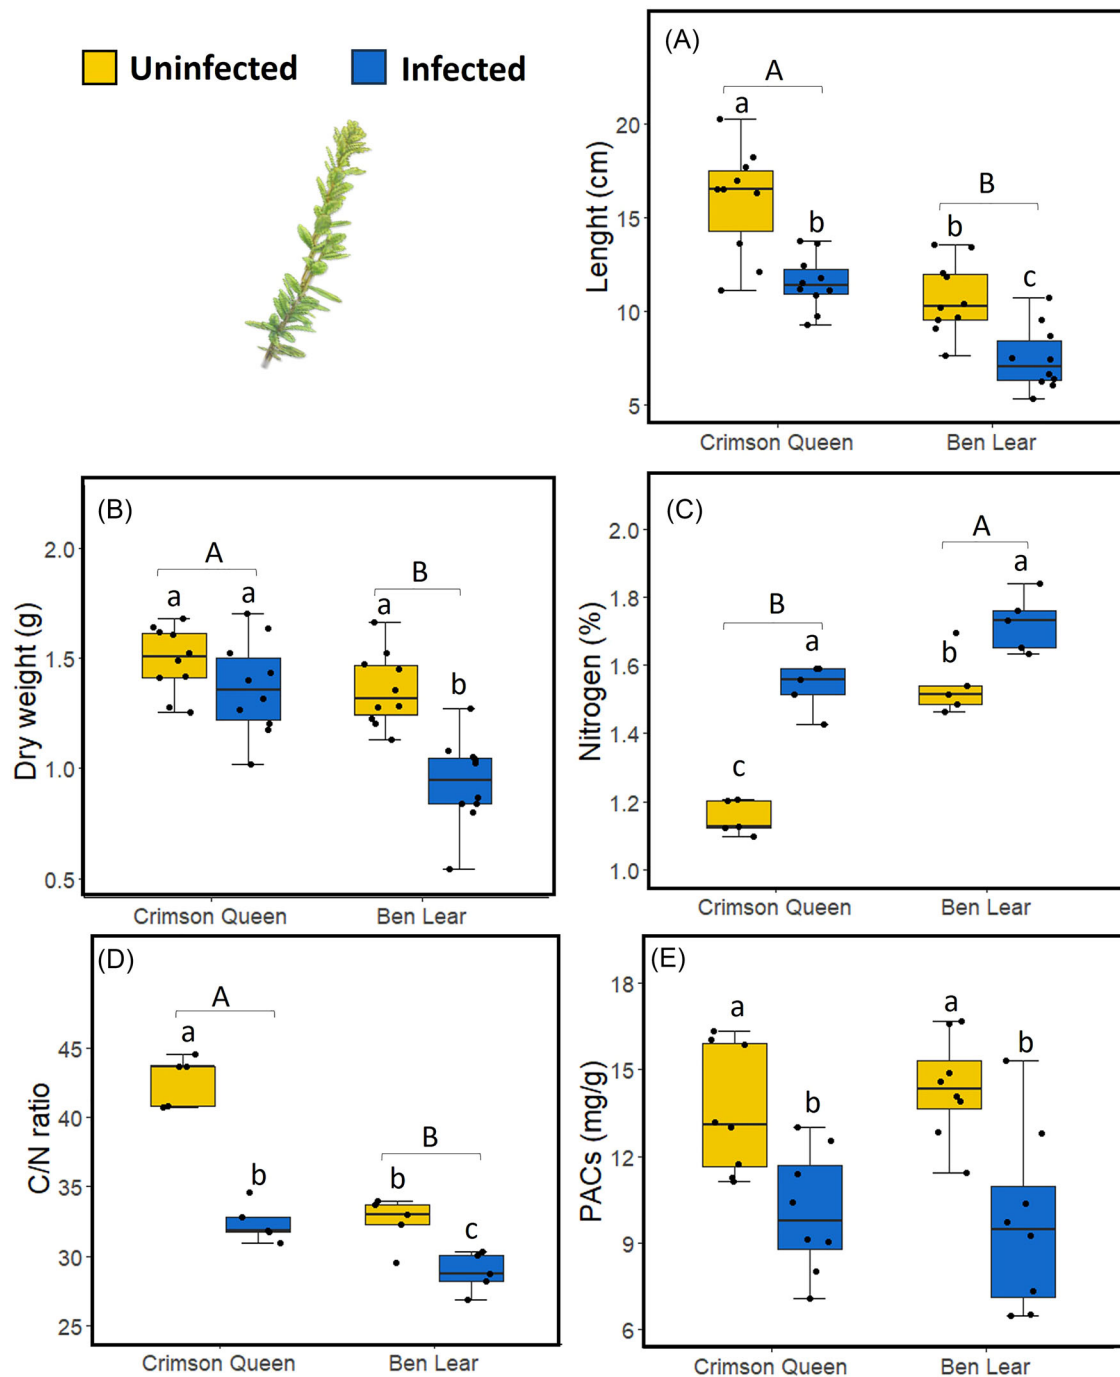 Uninfected Infected
(A)
A
a
b
B
b
c
Lenght (cm)
20
15
10
5
Crimson Queen Ben Lear
(B)
A
a a
B
a
b
Dry weight (g)
2.0
1.5
1.0
0.5
Crimson Queen Ben Lear
(C)
B
a
c
A
a
b
Nitrogen (%)
2.0
1.8
1.6
1.4
1.2
1.0
Crimson Queen Ben Lear
(D)
A
a
b
B
b
c
C/N ratio
45
40
35
30
25
Crimson Queen Ben Lear
(E)
a
b
a
b
PACs (mg/g)
18
15
12
9
6
Crimson Queen Ben Lear